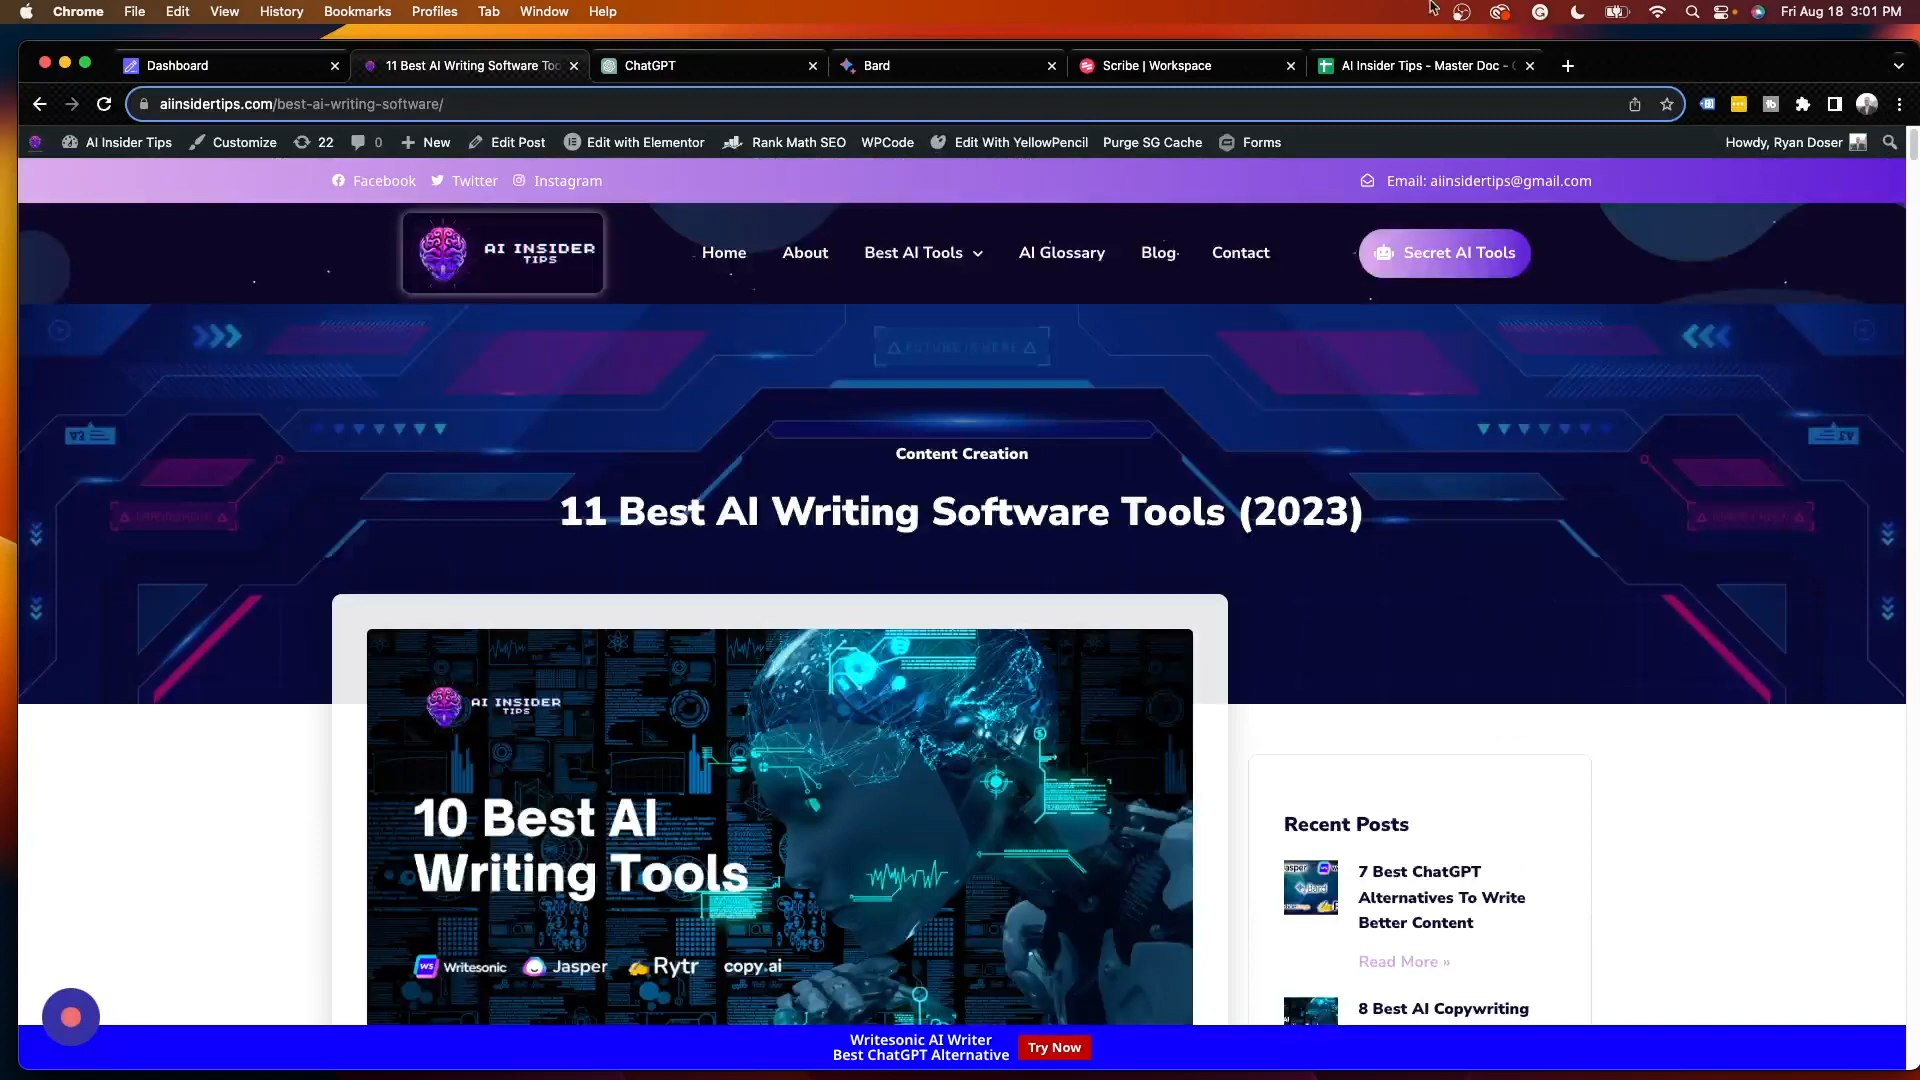 Chrome File Edit View History Bookmarks Profiles Tab Window Help
Fri Aug 18 3:01 PM
Dashboard
11 Best AI Writing Software Too
ChatGPT
Bard
Scribe | Workspace
AI Insider Tips - Master Doc -
aiinsidertips.com/best-ai-writing-software/
AI Insider Tips Customize 22 0 New Edit Post Edit with Elementor Rank Math SEO WPCode Edit With YellowPencil Purge SG Cache Forms
Howdy, Ryan Doser
Facebook Twitter Instagram
Email: aiinsidertips@gmail.com
AI INSIDER
TIPS
Home About Best AI Tools AI Glossary Blog Contact
Secret AI Tools
FUTURE IS HERE
Content Creation
11 Best AI Writing Software Tools (2023)
AI INSIDER
TIPS
10 Best AI
Writing Tools
ws Writesonic Jasper Rytr copy.ai
Recent Posts
7 Best ChatGPT
Alternatives To Write
Better Content
Read More »
8 Best AI Copywriting
Writesonic AI Writer
Best ChatGPT Alternative
Try Now